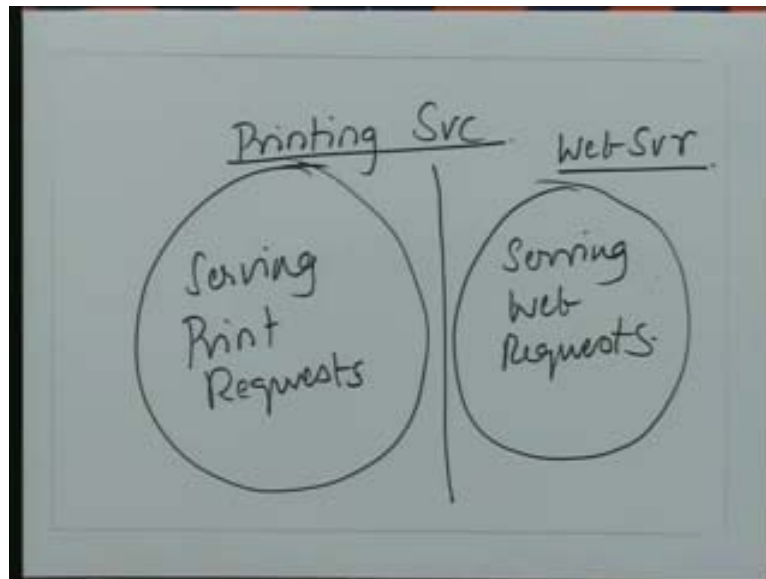 Printing Svc.
Web Svr.
Serving
Print
Requests
Serving
Web
Requests.